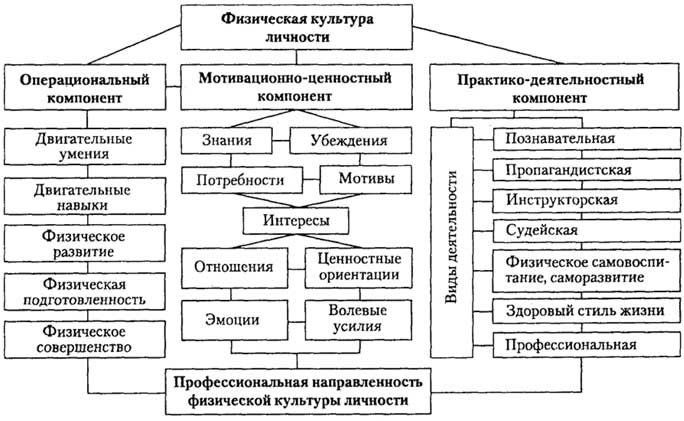 Физическая культура
личности
Операциональный
компонент
Мотивационно-ценностный
компонент
Практико-деятельностный
компонент
Двигательные
умения
Двигательные
навыки
Физическое
развитие
Физическая
подготовленность
Физическое
совершенство
Знания
Убеждения
Потребности
Мотивы
Интересы
Отношения
Ценностные
ориентации
Эмоции
Волевые
усилия
Виды деятельности
Познавательная
Пропагандистская
Инструкторская
Судейская
Физическое самовоспи-
тание, саморазвитие
Здоровый стиль жизни
Профессиональная
Профессиональная направленность
физической культуры личности